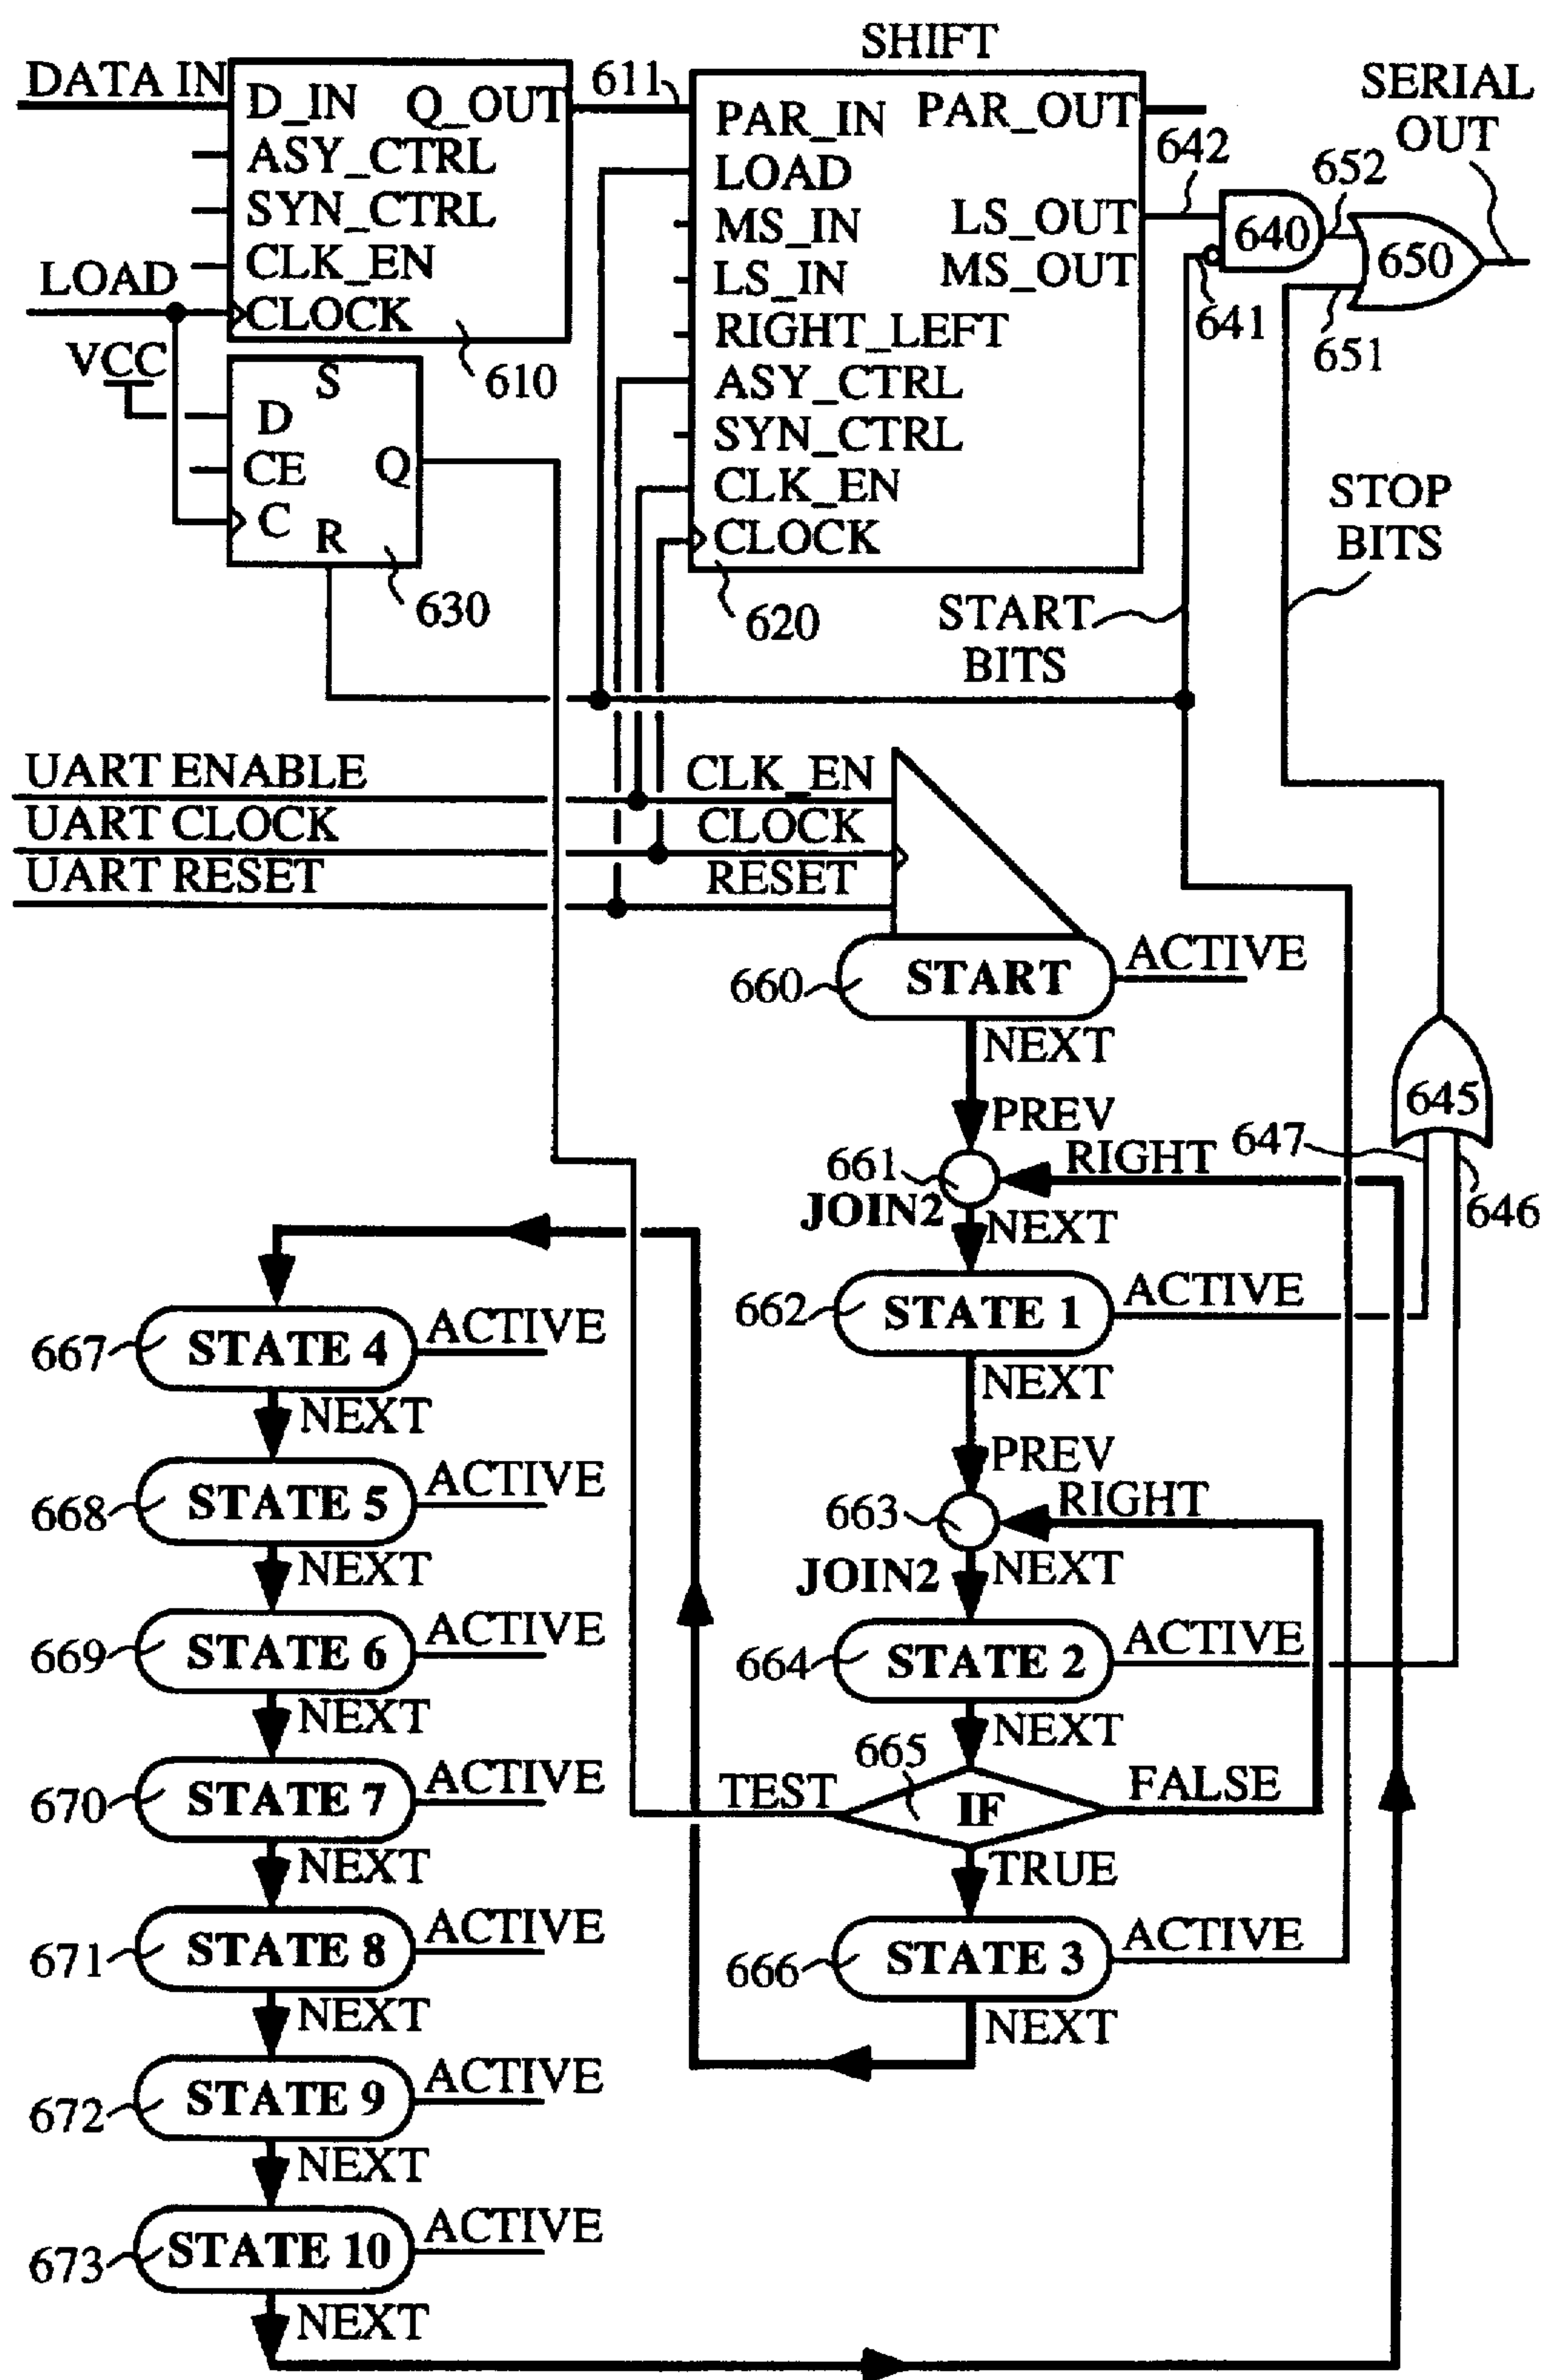 SHIFT
DATA IN
D_IN
Q_OUT
ASY_CTRL
SYN_CTRL
CLK_EN
LOAD
CLOCK
610
611
PAR_IN
PAR_OUT
LOAD
MS_IN
LS_OUT
LS_IN
MS_OUT
RIGHT_LEFT
ASY_CTRL
SYN_CTRL
CLK_EN
CLOCK
620
642
640
641
652
650
651
SERIAL
OUT
VCC
S
D
CE
Q
C
R
630
START
BITS
STOP
BITS
UART ENABLE
CLK_EN
UART CLOCK
CLOCK
UART RESET
RESET
660
START
ACTIVE
NEXT
PREV
645
647
646
661
RIGHT
JOIN2
NEXT
662
STATE 1
ACTIVE
NEXT
PREV
663
RIGHT
JOIN2
NEXT
664
STATE 2
ACTIVE
NEXT
665
TEST
IF
FALSE
TRUE
666
STATE 3
ACTIVE
NEXT
667
STATE 4
ACTIVE
NEXT
668
STATE 5
ACTIVE
NEXT
669
STATE 6
ACTIVE
NEXT
670
STATE 7
ACTIVE
NEXT
671
STATE 8
ACTIVE
NEXT
672
STATE 9
ACTIVE
NEXT
673
STATE 10
ACTIVE
NEXT